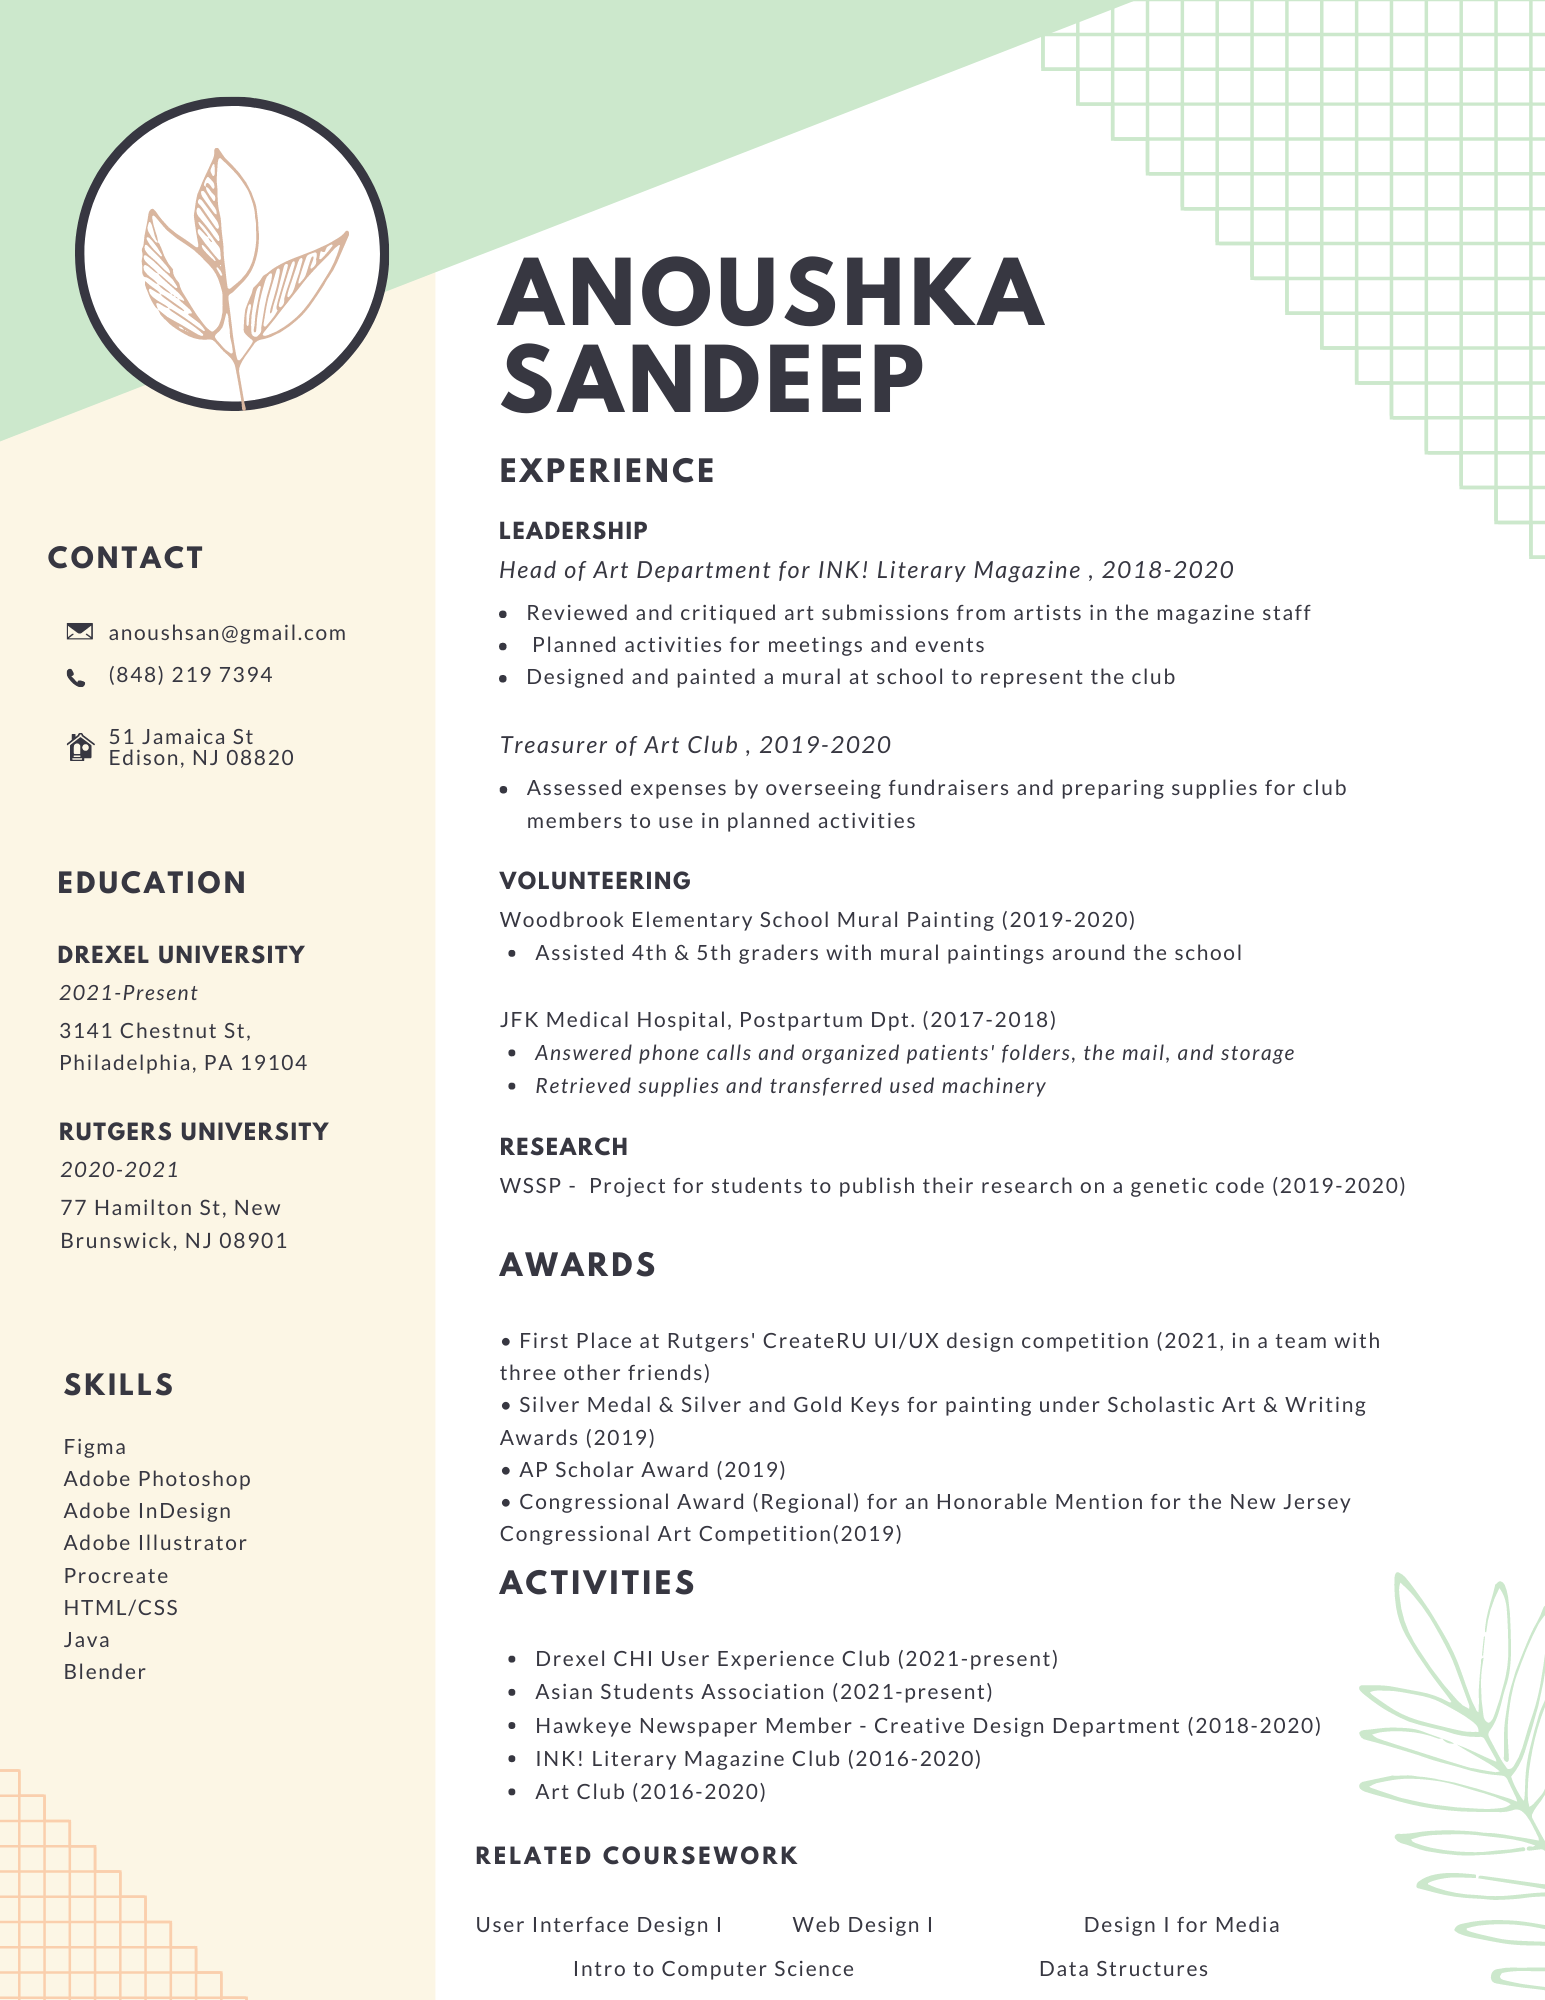 ANOUSHKA
SANDEEP
CONTACT
anoushsan@gmail.com
(848) 219 7394
51 Jamaica St
Edison, NJ 08820
EDUCATION
DREXEL UNIVERSITY
2021-Present
3141 Chestnut St,
Philadelphia, PA 19104
RUTGERS UNIVERSITY
2020-2021
77 Hamilton St, New
Brunswick, NJ 08901
SKILLS
Figma
Adobe Photoshop
Adobe InDesign
Adobe Illustrator
Procreate
HTML/CSS
Java
Blender
EXPERIENCE
LEADERSHIP
Head of Art Department for INK! Literary Magazine , 2018-2020
• Reviewed and critiqued art submissions from artists in the magazine staff
• Planned activities for meetings and events
• Designed and painted a mural at school to represent the club
Treasurer of Art Club , 2019-2020
• Assessed expenses by overseeing fundraisers and preparing supplies for club
members to use in planned activities
VOLUNTEERING
Woodbrook Elementary School Mural Painting (2019-2020)
• Assisted 4th & 5th graders with mural paintings around the school
JFK Medical Hospital, Postpartum Dpt. (2017-2018)
• Answered phone calls and organized patients' folders, the mail, and storage
• Retrieved supplies and transferred used machinery
RESEARCH
WSSP - Project for students to publish their research on a genetic code (2019-2020)
AWARDS
• First Place at Rutgers' CreateRU UI/UX design competition (2021, in a team with
three other friends)
• Silver Medal & Silver and Gold Keys for painting under Scholastic Art & Writing
Awards (2019)
• AP Scholar Award (2019)
• Congressional Award (Regional) for an Honorable Mention for the New Jersey
Congressional Art Competition(2019)
ACTIVITIES
• Drexel CHI User Experience Club (2021-present)
• Asian Students Association (2021-present)
• Hawkeye Newspaper Member - Creative Design Department (2018-2020)
• INK! Literary Magazine Club (2016-2020)
• Art Club (2016-2020)
RELATED COURSEWORK
User Interface Design I Web Design I Design I for Media
Intro to Computer Science Data Structures